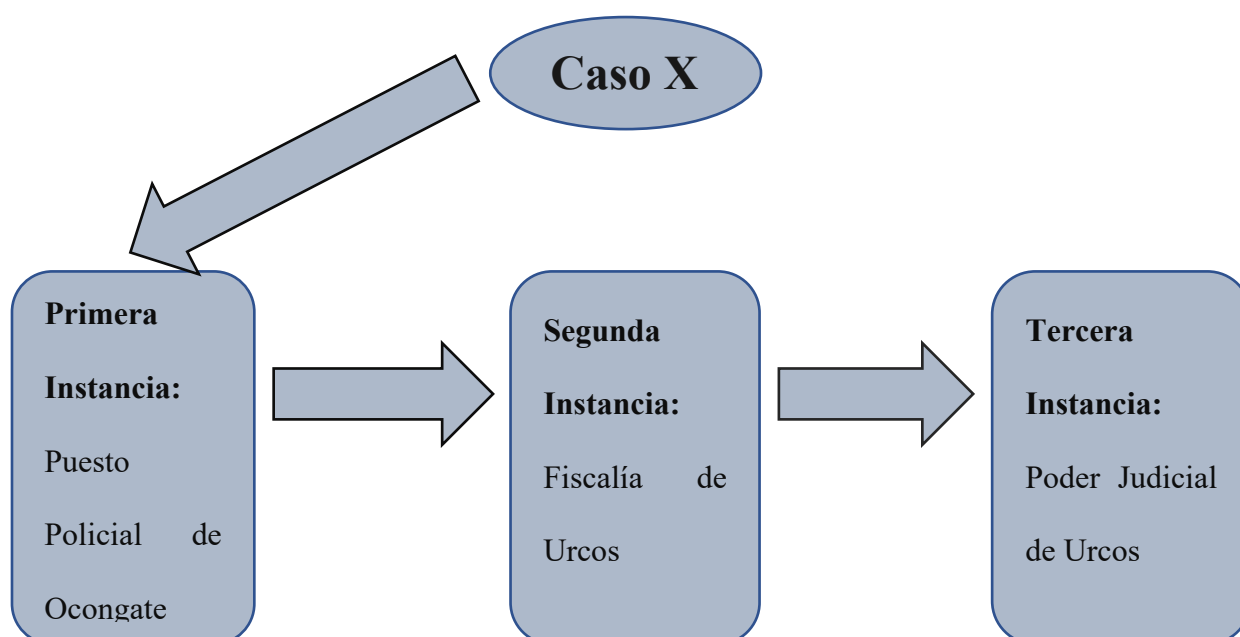 Caso X
Primera
Instancia:
Puesto
Policial de
Ocongate
Segunda
Instancia:
Fiscalía de
Urcos
Tercera
Instancia:
Poder Judicial
de Urcos